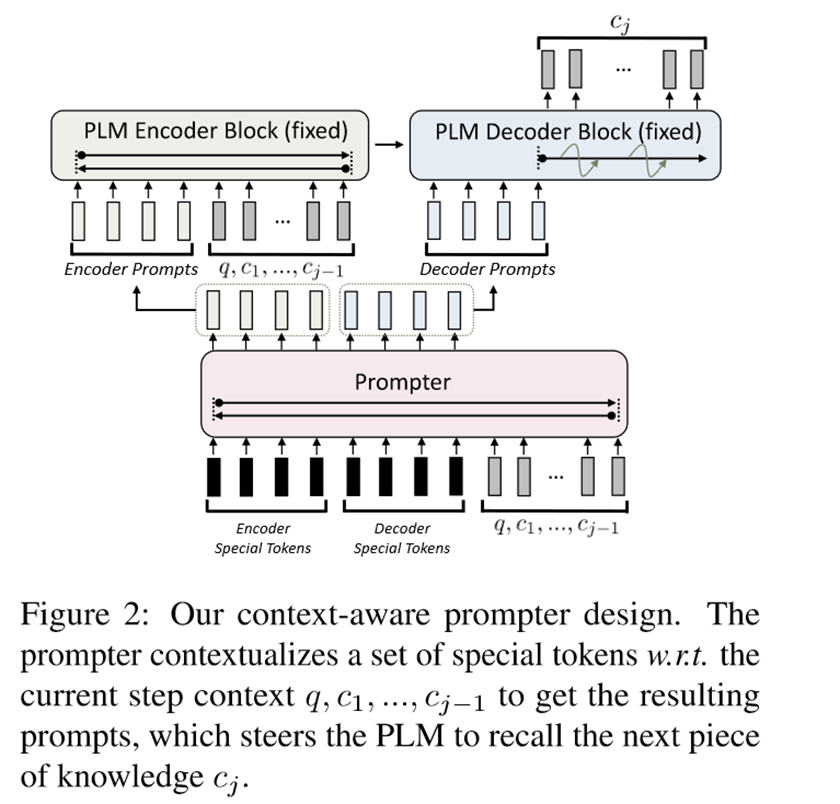 c_j
...
PLM Encoder Block (fixed)
PLM Decoder Block (fixed)
...
Encoder Prompts
q, c_1, ..., c_{j−1}
Decoder Prompts
Prompter
...
Encoder
Special Tokens
Decoder
Special Tokens
q, c_1, ..., c_{j−1}
Figure 2: Our context-aware prompter design. The
prompter contextualizes a set of special tokens w.r.t. the
current step context q, c_1, ..., c_{j−1} to get the resulting
prompts, which steers the PLM to recall the next piece
of knowledge c_j.